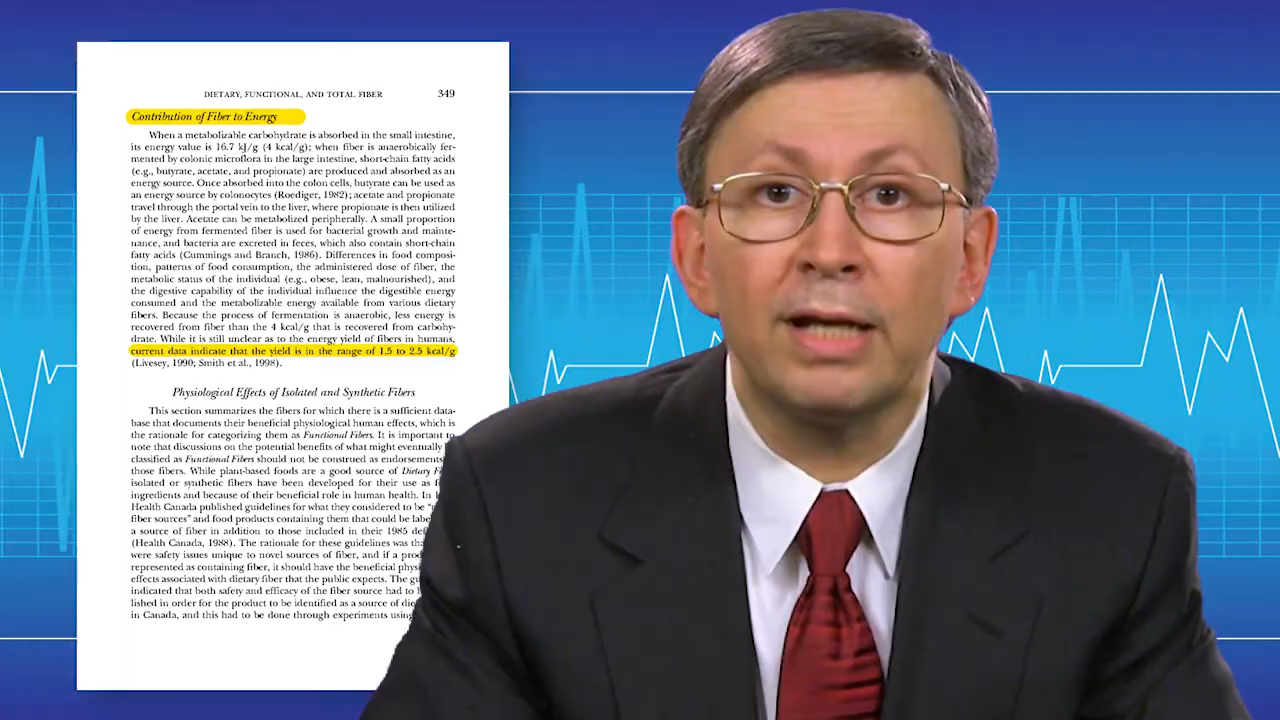 DIETARY, FUNCTIONAL, AND TOTAL FIBER 349
Contribution of Fiber to Energy
When a metabolizable carbohydrate is absorbed in the small intestine,
its energy value is 16.7 kJ/g (4 kcal/g); when fiber is anaerobically fer-
mented by colonic microflora in the large intestine, short-chain fatty acids
(e.g., butyrate, acetate, and propionate) are produced and absorbed as an
energy source. Once absorbed into the colon cells, butyrate can be used as
an energy source by colonocytes (Roediger, 1982); acetate and propionate
travel through the portal vein to the liver, where propionate is then utilized
by the liver. Acetate can be metabolized peripherally. A small proportion
of energy from fermented fiber is used for bacterial growth and mainte-
nance, and bacteria are excreted in feces, which also contain short-chain
fatty acids (Cummings and Branch, 1986). Differences in food composi-
tion, patterns of food consumption, the administered dose of fiber, the
metabolic status of the individual (e.g., obese, lean, malnourished), and
the digestive capability of the individual influence the digestible energy
consumed and the metabolizable energy available from various dietary
fibers. Because the process of fermentation is anaerobic, less energy is
recovered from fiber than the 4 kcal/g that is recovered from carbohy-
drate. While it is still unclear as to the energy yield of fibers in humans,
current data indicate that the yield is in the range of 1.5 to 2.5 kcal/g
(Livesey, 1990; Smith et al., 1998).
Physiological Effects of Isolated and Synthetic Fibers
This section summarizes the fibers for which there is a sufficient data-
base that documents their beneficial physiological human effects, which is
the rationale for categorizing them as Functional Fibers. It is important to
note that discussions on the potential benefits of what might eventually
classified as Functional Fibers should not be construed as endorsements
those fibers. While plant-based foods are a good source of Dietary
isolated or synthetic fibers have been developed for their use as
ingredients and because of their beneficial role in human health. In
Health Canada published guidelines for what they considered to be
fiber sources" and food products containing them that could be
a source of fiber in addition to those included in their 1985
(Health Canada, 1988). The rationale for these guidelines was
were safety issues unique to novel sources of fiber, and if a
represented as containing fiber, it should have the beneficial
effects associated with dietary fiber that the public expects. The
indicated that both safety and efficacy of the fiber source had to
lished in order for the product to be identified as a source of
in Canada, and this had to be done through experiments using